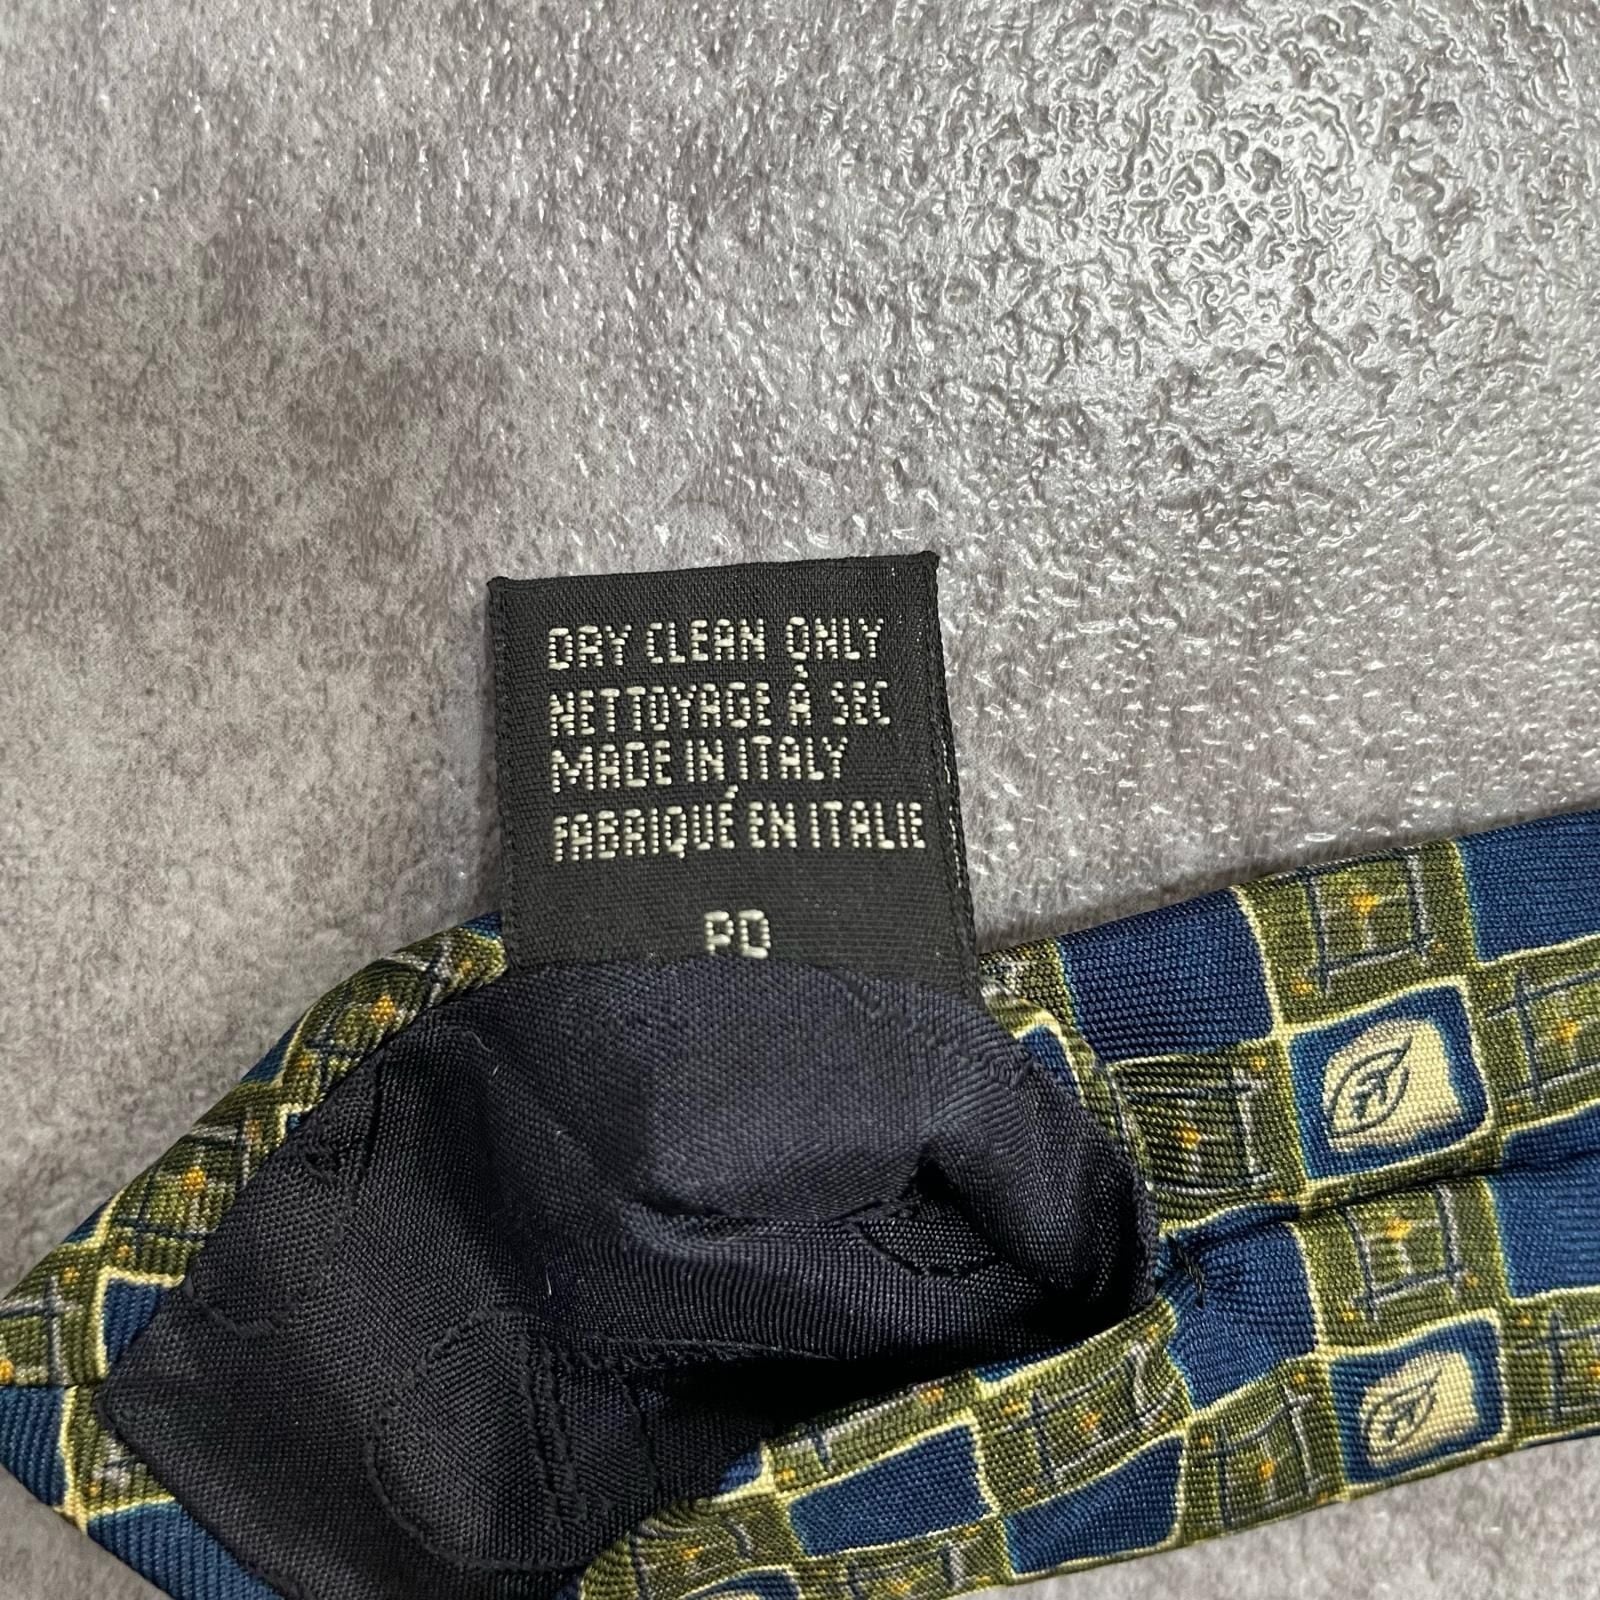 DRY CLEAN ONLY
NETTOYAGE À SEC
MADE IN ITALY
FABRIQUÉ EN ITALIE
PD